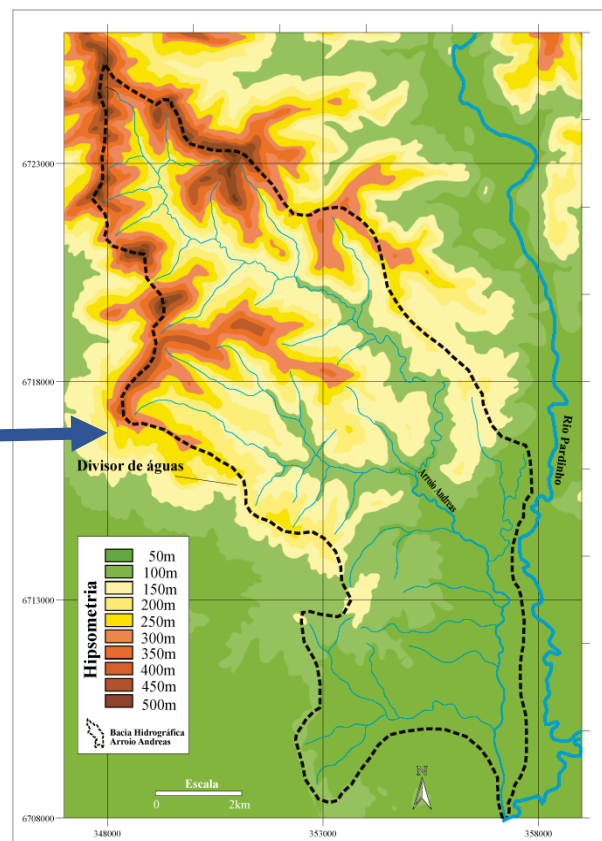 6723000
6718000
6713000
6708000
Rio Pardinho
Divisor de águas
Arroio Andreas
Hipsometria
50m
100m
150m
200m
250m
300m
350m
400m
450m
500m
Bacia Hidrográfica
Arroio Andreas
Escala
0 2km
N
348000 353000 358000